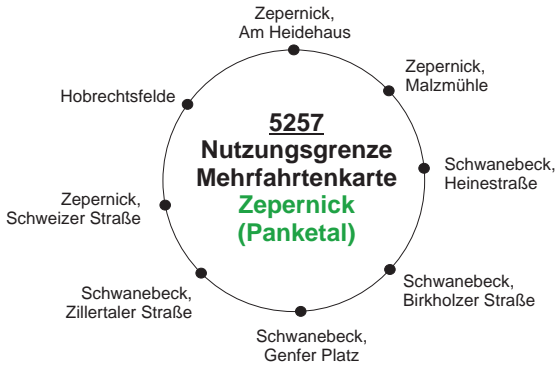 Zepernick,
Am Heidehaus
Zepernick,
Malzmühle
Hobrechtsfelde
5257
Nutzungsgrenze
Mehrfahrtenkarte
Zepernick
(Panketal)
Schwanebeck,
Heinestraße
Zepernick,
Schweizer Straße
Schwanebeck,
Birkholzer Straße
Schwanebeck,
Zillertaler Straße
Schwanebeck,
Genfer Platz